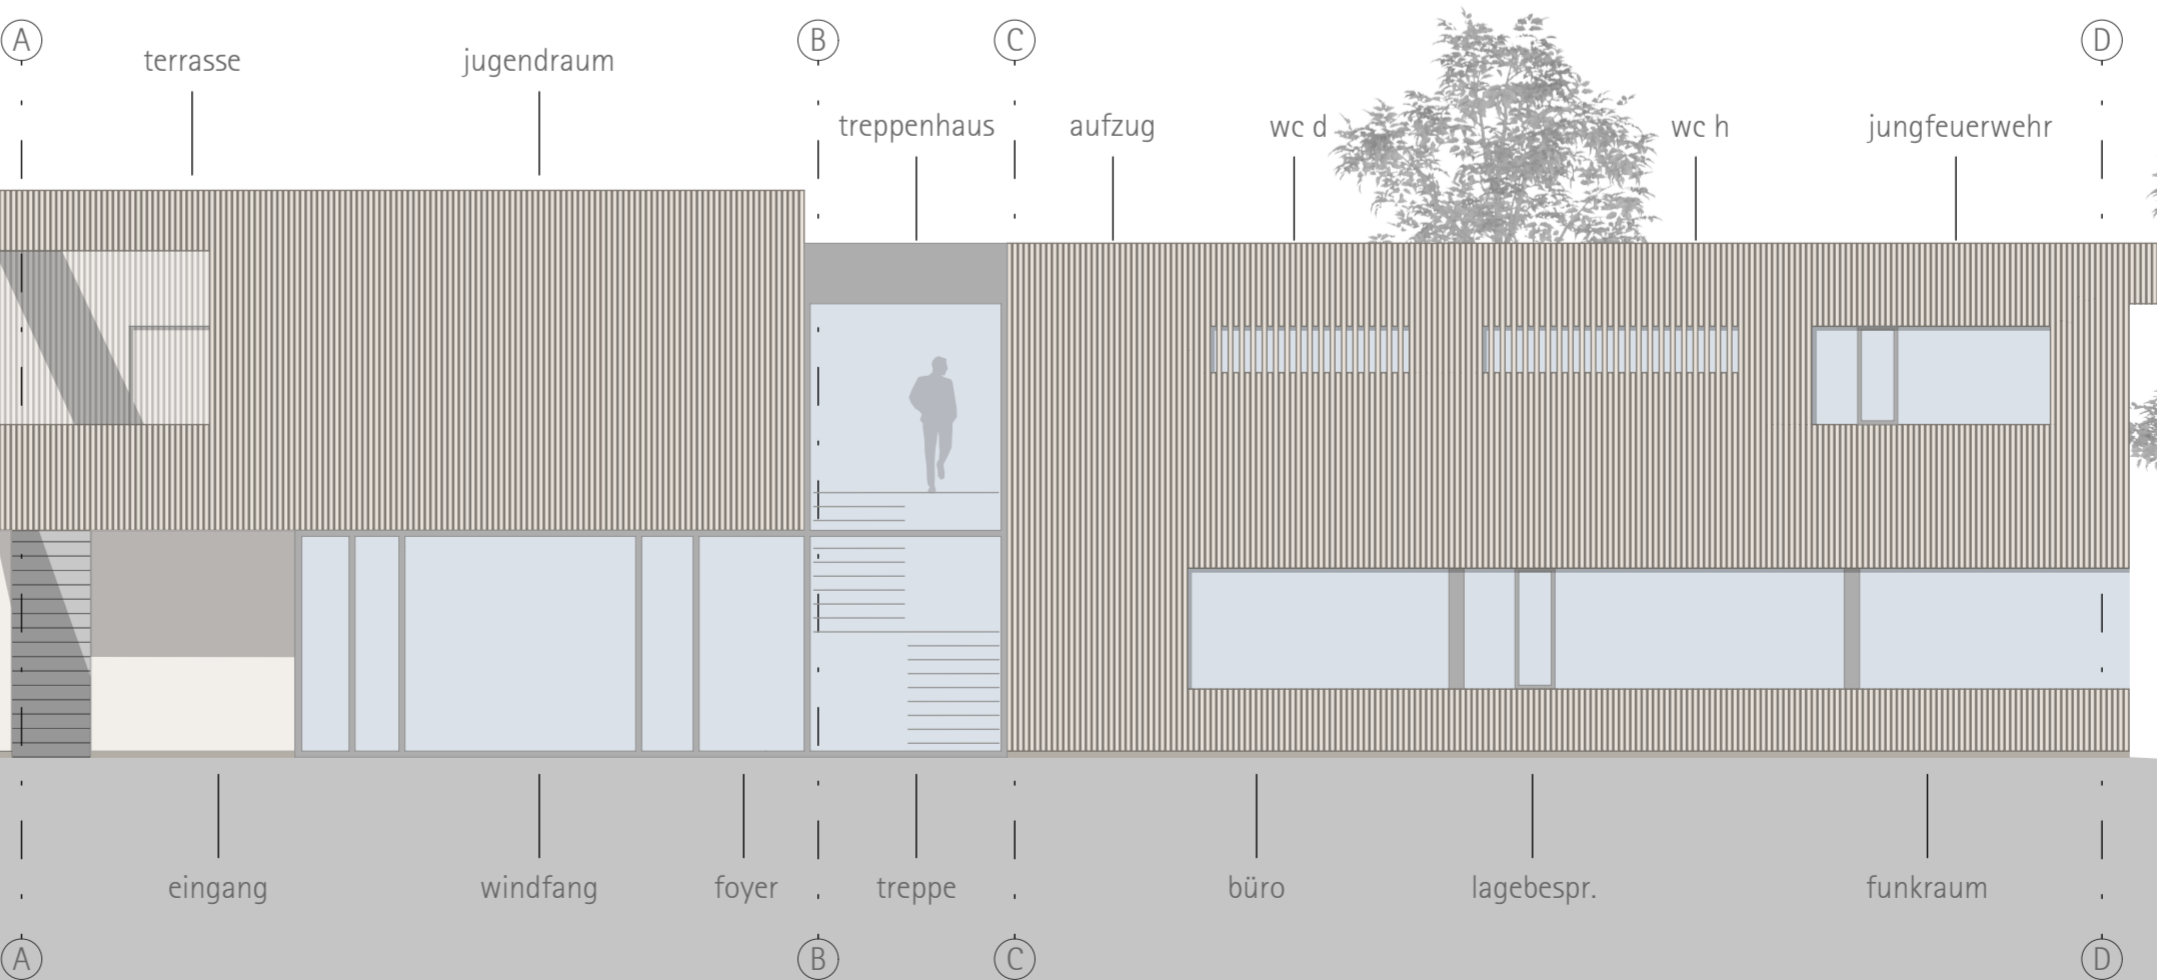 A B C D
terrasse jugendraum
treppenhaus aufzug wc d wc h jungfeuerwehr
eingang windfang foyer treppe büro lagebespr. funkraum
A B C D